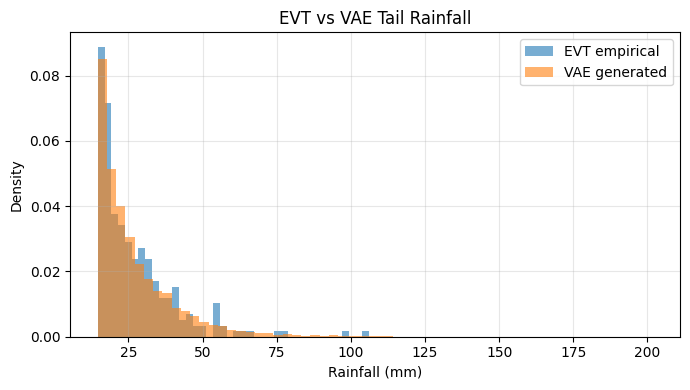 EVT vs VAE Tail Rainfall
EVT empirical
VAE generated
Density
0.08
0.06
0.04
0.02
0.00
25 50 75 100 125 150 175 200
Rainfall (mm)